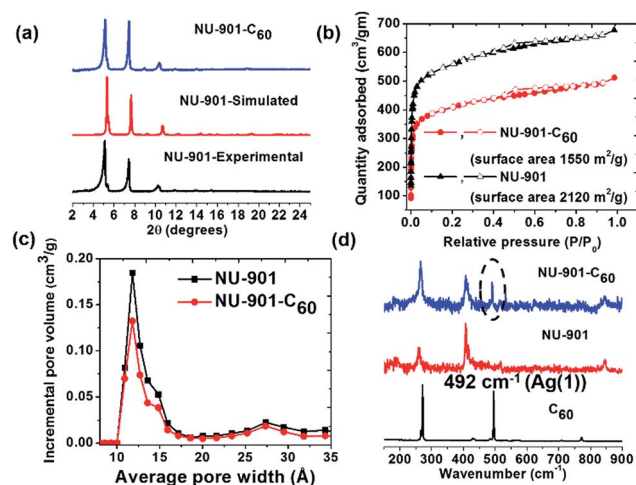 (a)
NU-901-C60
NU-901-Simulated
NU-901-Experimental
2 4 6 8 10 12 14 16 18 20 22 24
2θ (degrees)
(b)
Quantity adsorbed (cm³/gm)
700
600
500
400
300
200
100
0
NU-901-C60
(surface area 1550 m²/g)
NU-901
(surface area 2120 m²/g)
0.0 0.2 0.4 0.6 0.8 1.0
Relative pressure (P/P0)
(c)
Incremental pore volume (cm³/g)
0.20
0.15
0.10
0.05
0.00
NU-901
NU-901-C60
10 15 20 25 30 35
Average pore width (Å)
(d)
NU-901-C60
NU-901
492 cm⁻¹ (Ag(1))
C60
200 300 400 500 600 700 800 900
Wavenumber (cm⁻¹)